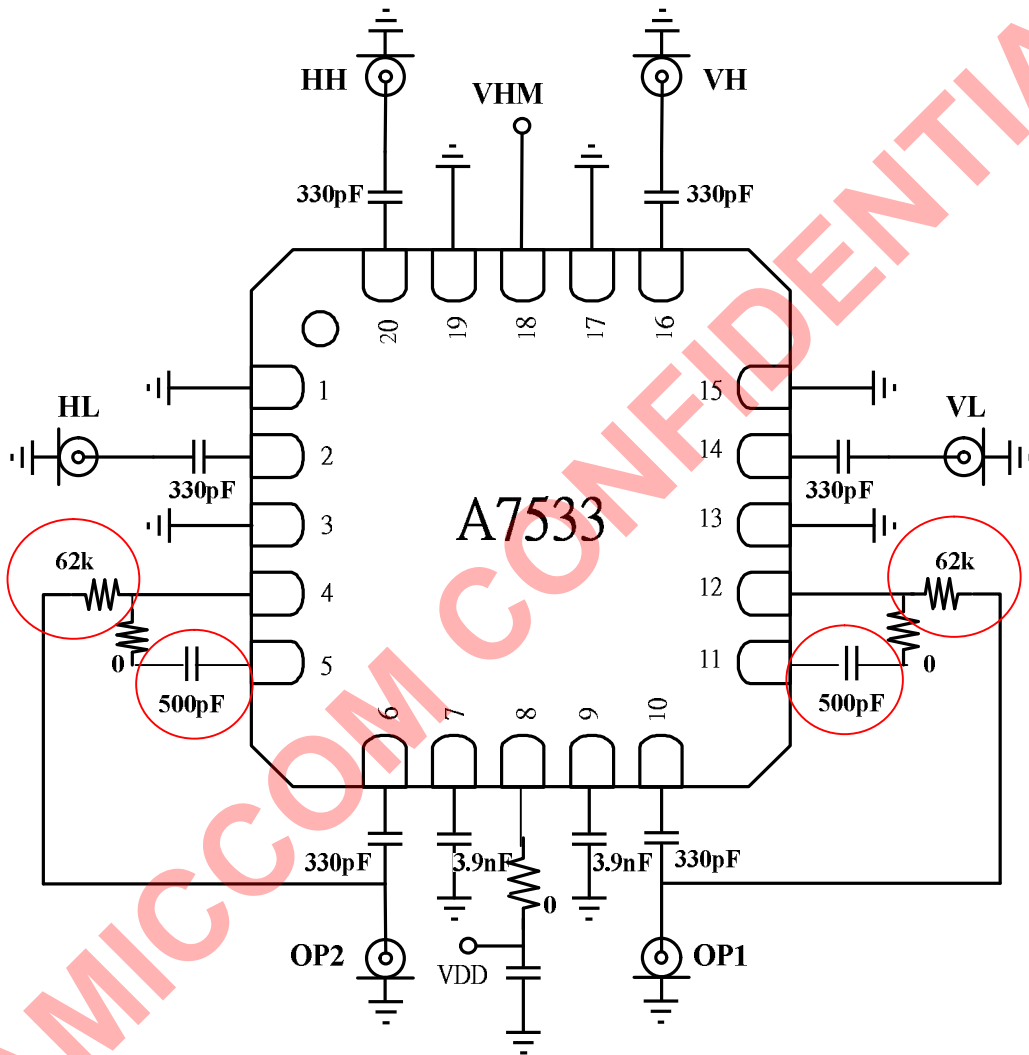 HH
VHM
VH
330pF
330pF
20
19
18
17
16
1
15
HL
VL
2
14
330pF
330pF
3
A7533
13
62k
62k
4
12
0
5
11
0
500pF
500pF
6
7
8
9
10
330pF
3.9nF
3.9nF
330pF
0
OP2
VDD
OP1
AMICCOM CONFIDENTIA